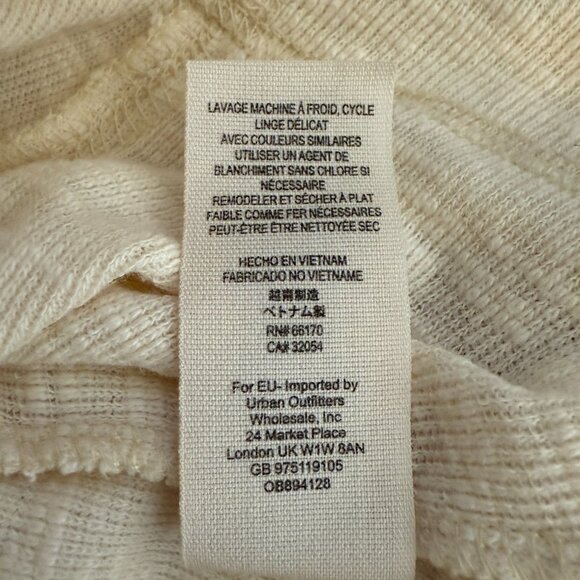 LAVAGE MACHINE À FROID, CYCLE
LINGE DÉLICAT
AVEC COULEURS SIMILAIRES
UTILISER UN AGENT DE
BLANCHIMENT SANS CHLORE SI
NÉCESSAIRE
REMODELER ET SÉCHER À PLAT
FAIBLE COMME FER NÉCESSAIRES
PEUT-ÊTRE ÊTRE NETTOYÉE SEC
HECHO EN VIETNAM
FABRICADO NO VIETNAME
越南制造
ベトナム製
RN# 66170
CA# 32054
For EU- Imported by
Urban Outfitters
Wholesale, Inc
24 Market Place
London UK W1W 8AN
GB 975119105
OB894128